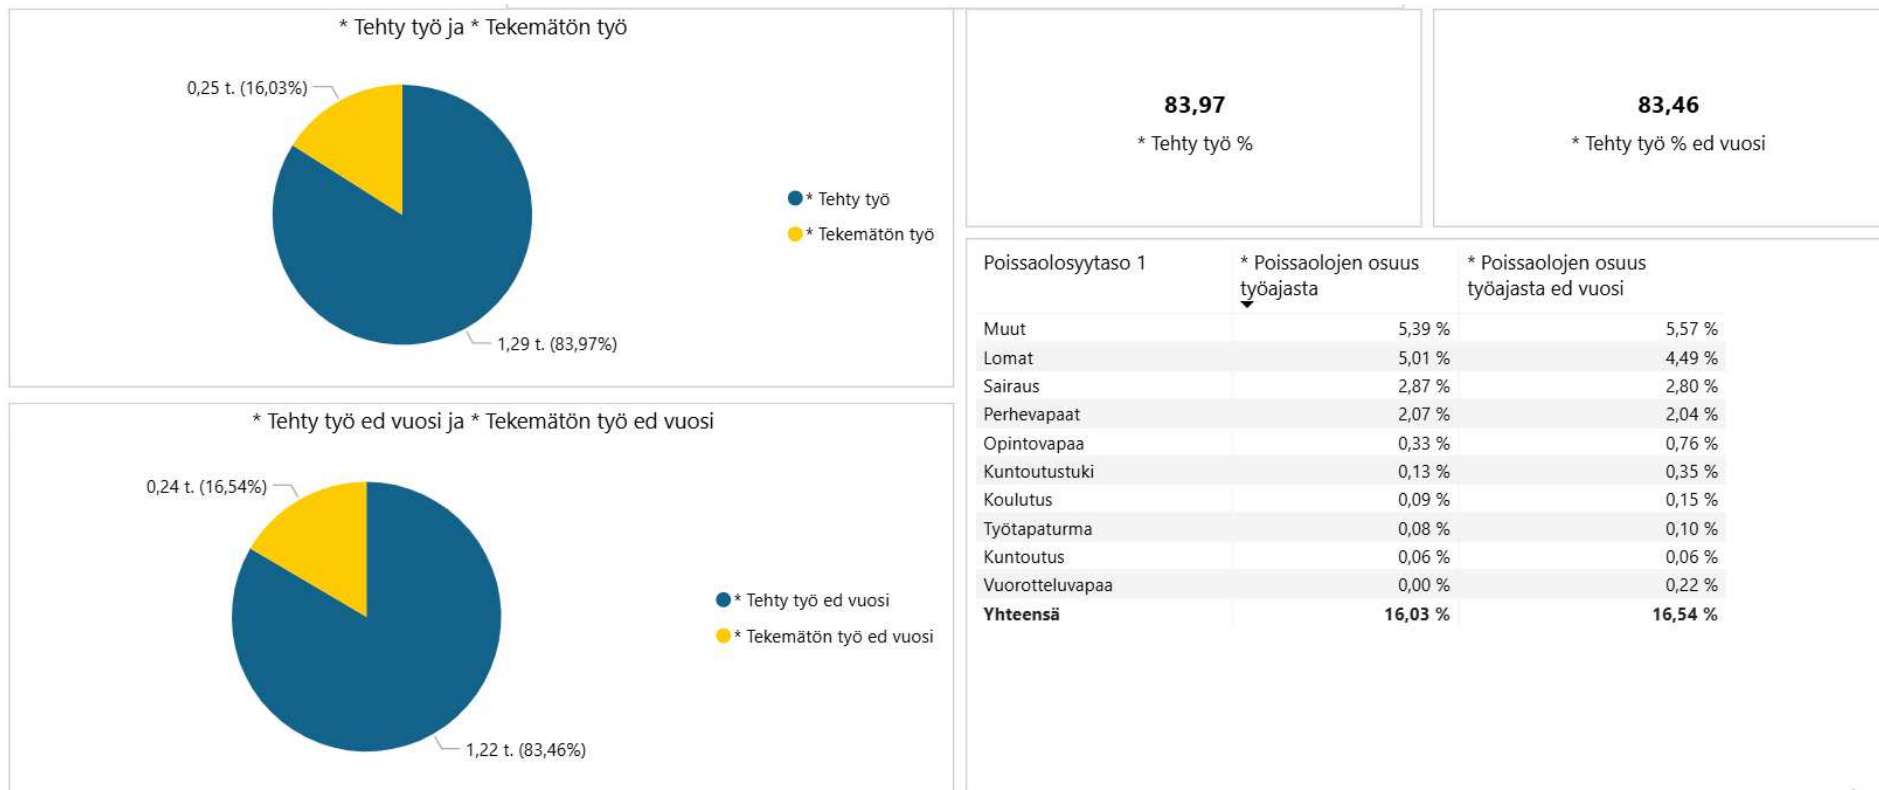 * Tehty työ ja * Tekemätön työ
0,25 t. (16,03%)
1,29 t. (83,97%)
* Tehty työ
* Tekemätön työ
* Tehty työ ed vuosi ja * Tekemätön työ ed vuosi
0,24 t. (16,54%)
1,22 t. (83,46%)
* Tehty työ ed vuosi
* Tekemätön työ ed vuosi
83,97
* Tehty työ %
83,46
* Tehty työ % ed vuosi
Poissaolosyytaso 1 * Poissaolojen osuus * Poissaolojen osuus
työajasta työajasta ed vuosi
Muut 5,39 % 5,57 %
Lomat 5,01 % 4,49 %
Sairaus 2,87 % 2,80 %
Perhevapaat 2,07 % 2,04 %
Opintovapaa 0,33 % 0,76 %
Kuntoutustuki 0,13 % 0,35 %
Koulutus 0,09 % 0,15 %
Työtapaturma 0,08 % 0,10 %
Kuntoutus 0,06 % 0,06 %
Vuorotteluvapaa 0,00 % 0,22 %
Yhteensä 16,03 % 16,54 %